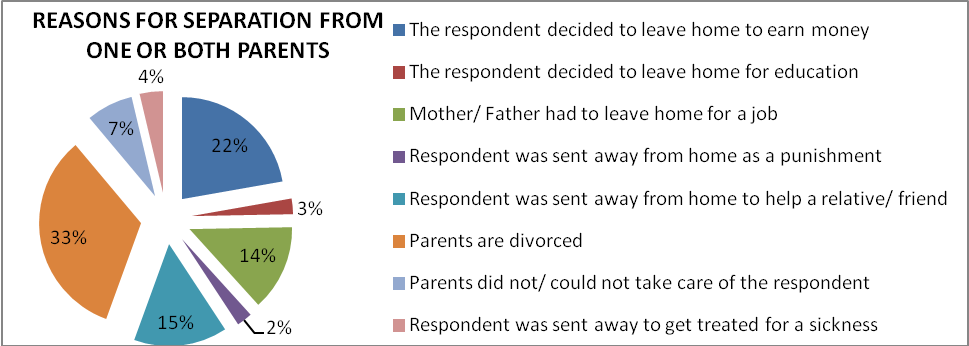 REASONS FOR SEPARATION FROM
ONE OR BOTH PARENTS
4%
7%
22%
3%
33%
14%
15%
2%
The respondent decided to leave home to earn money
The respondent decided to leave home for education
Mother/ Father had to leave home for a job
Respondent was sent away from home as a punishment
Respondent was sent away from home to help a relative/ friend
Parents are divorced
Parents did not/ could not take care of the respondent
Respondent was sent away to get treated for a sickness